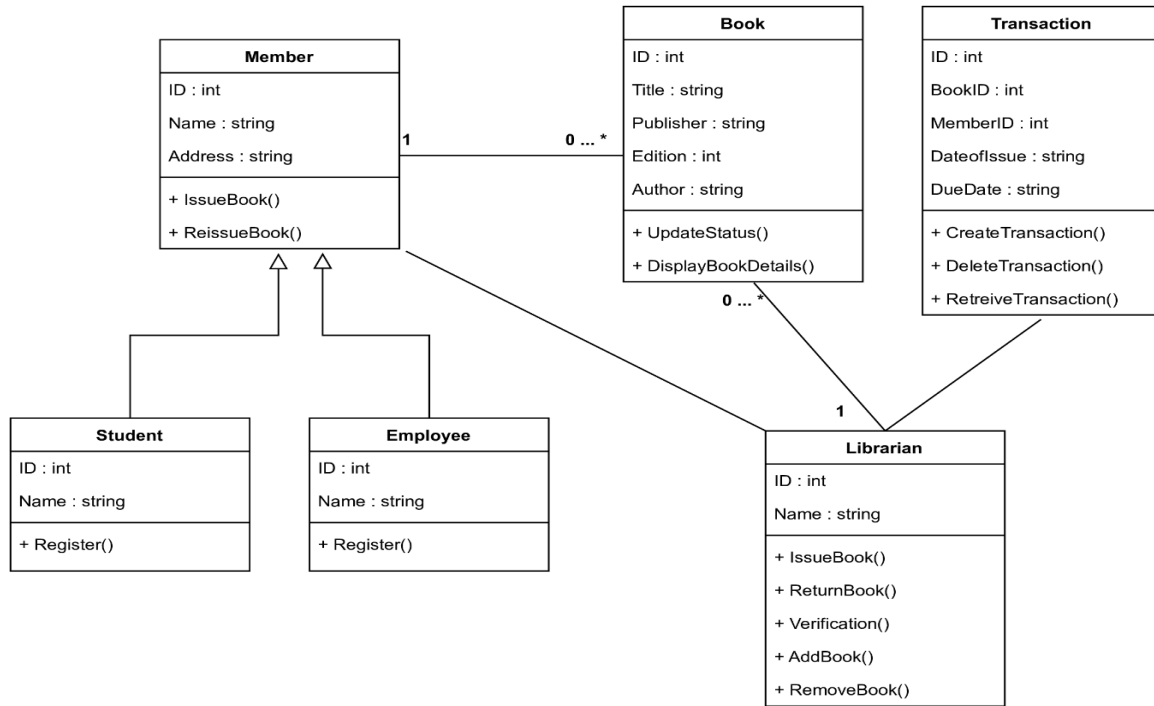 Member
ID : int
Name : string
Address : string
+ IssueBook()
+ ReissueBook()
1
0 ... *
Book
ID : int
Title : string
Publisher : string
Edition : int
Author : string
+ UpdateStatus()
+ DisplayBookDetails()
0 ... *
1
Transaction
ID : int
BookID : int
MemberID : int
DateofIssue : string
DueDate : string
+ CreateTransaction()
+ DeleteTransaction()
+ RetreiveTransaction()
Student
ID : int
Name : string
+ Register()
Employee
ID : int
Name : string
+ Register()
Librarian
ID : int
Name : string
+ IssueBook()
+ ReturnBook()
+ Verification()
+ AddBook()
+ RemoveBook()